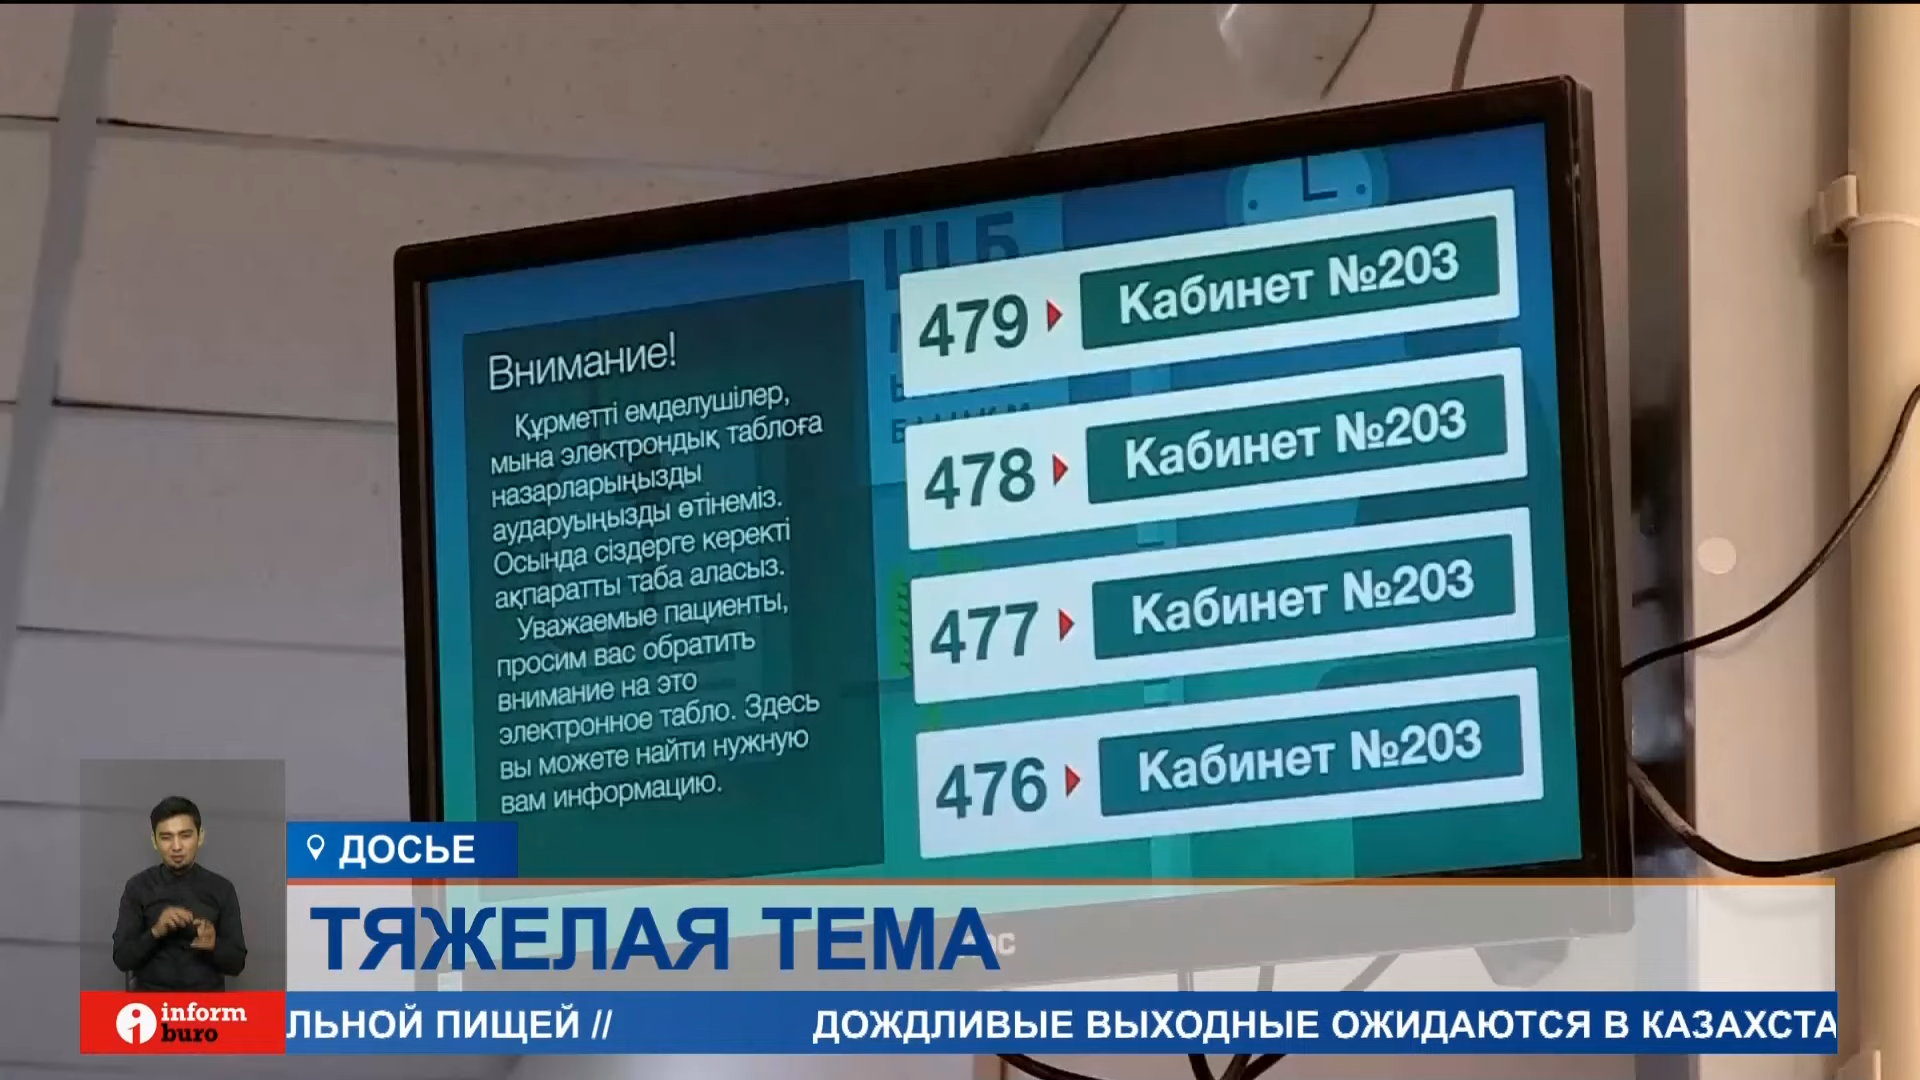 ШБ
Внимание!
Құрметті емделушілер,
мына электрондық таблоға
назарларыңызды
аударуыңызды өтінеміз.
Осында сіздерге керекті
ақпаратты таба аласыз.
Уважаемые пациенты,
просим вас обратить
внимание на это
электронное табло. Здесь
вы можете найти нужную
вам информацию.
479 Кабинет №203
478 Кабинет №203
477 Кабинет №203
476 Кабинет №203
ДОСЬЕ
ТЯЖЕЛАЯ ТЕМА
inform
buro
ЛЬНОЙ ПИЩЕЙ // ДОЖДЛИВЫЕ ВЫХОДНЫЕ ОЖИДАЮТСЯ В КАЗАХСТА